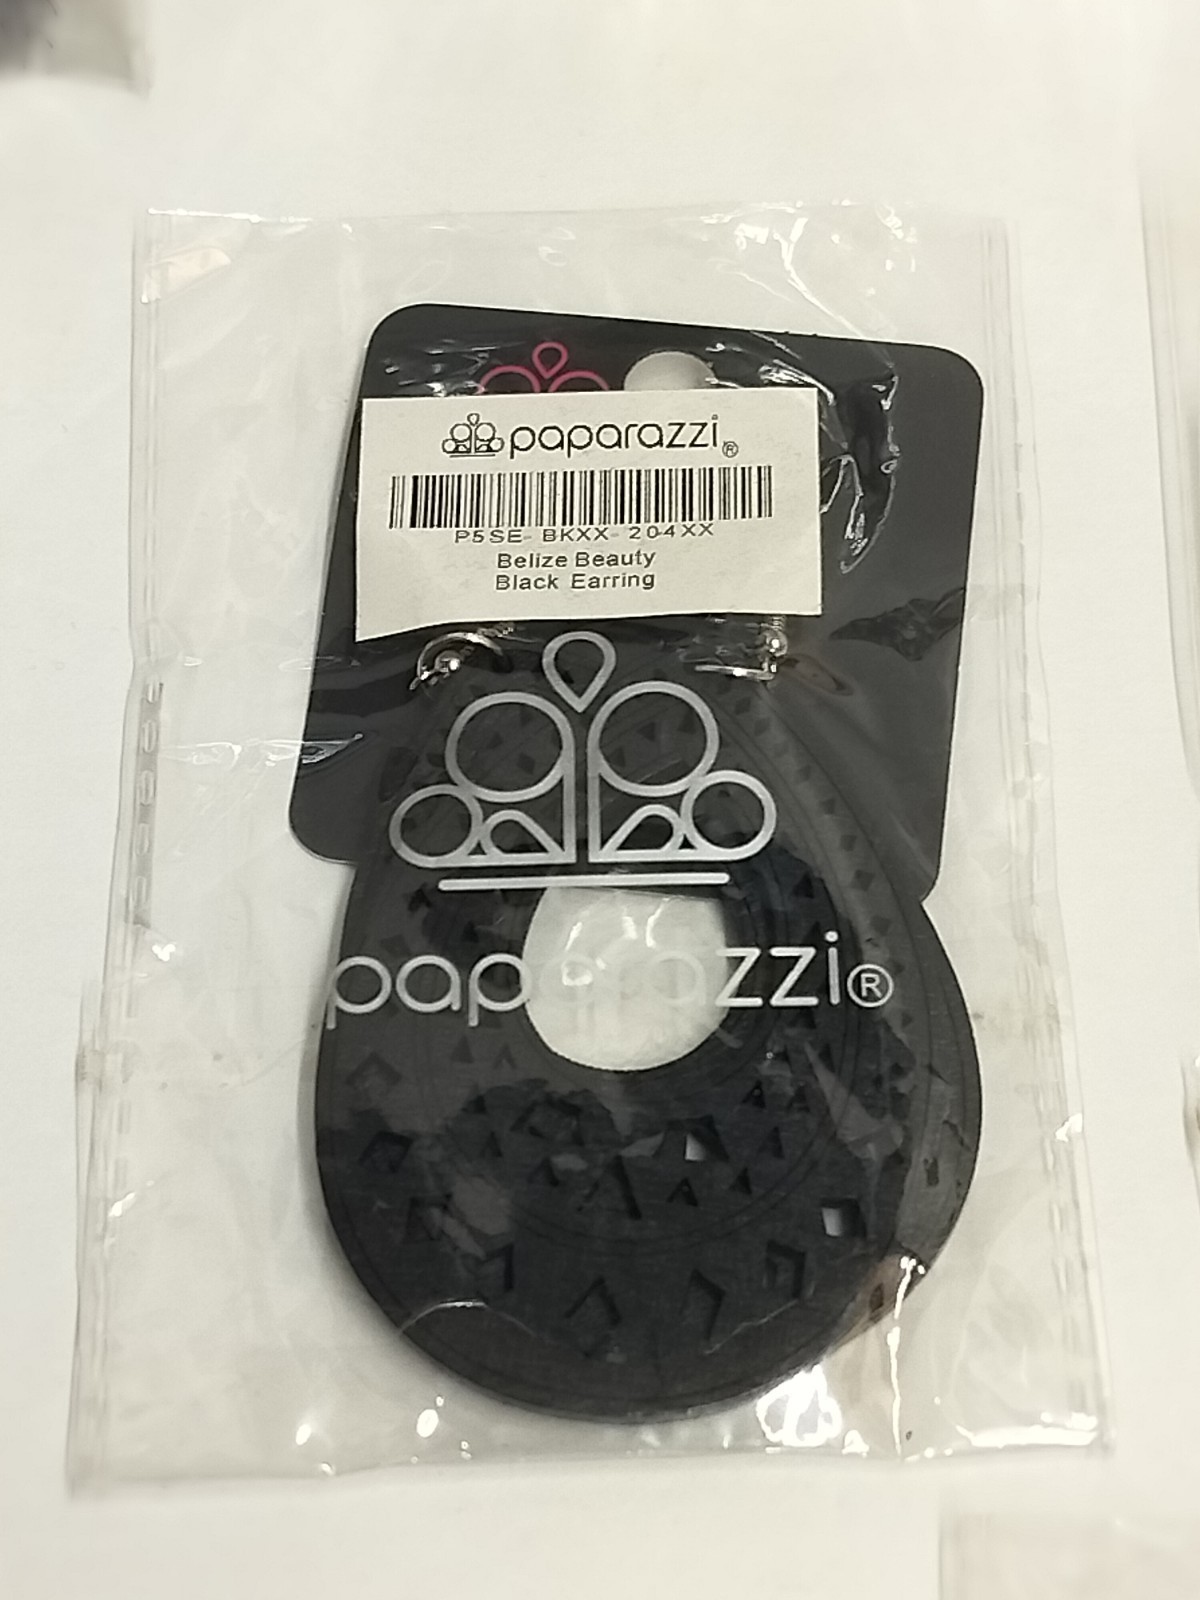 paparazzi®
P5SE-BKXX-204XX
Belize Beauty
Black Earring
paparazzi®